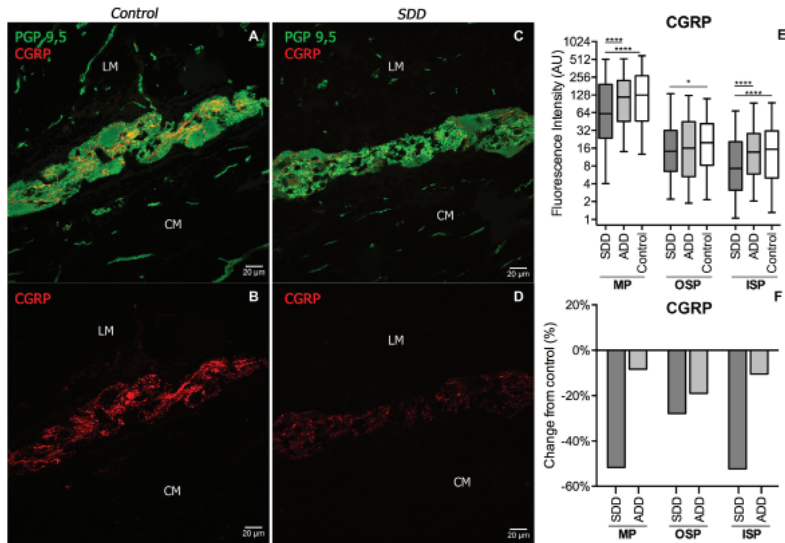 Control
SDD
PGP 9,5
CGRP
A
LM
CM
20 µm
PGP 9,5
CGRP
C
LM
CM
20 µm
CGRP
B
LM
CM
20 µm
CGRP
D
LM
CM
20 µm
CGRP
E
Fluorescence Intensity (AU)
1024
512
256
128
64
32
16
8
4
2
1
****
****
*
****
****
SDD
ADD
Control
SDD
ADD
Control
SDD
ADD
Control
MP OSP ISP
CGRP
F
Change from control (%)
20%
0%
-20%
-40%
-60%
SDD
ADD
SDD
ADD
SDD
ADD
MP OSP ISP